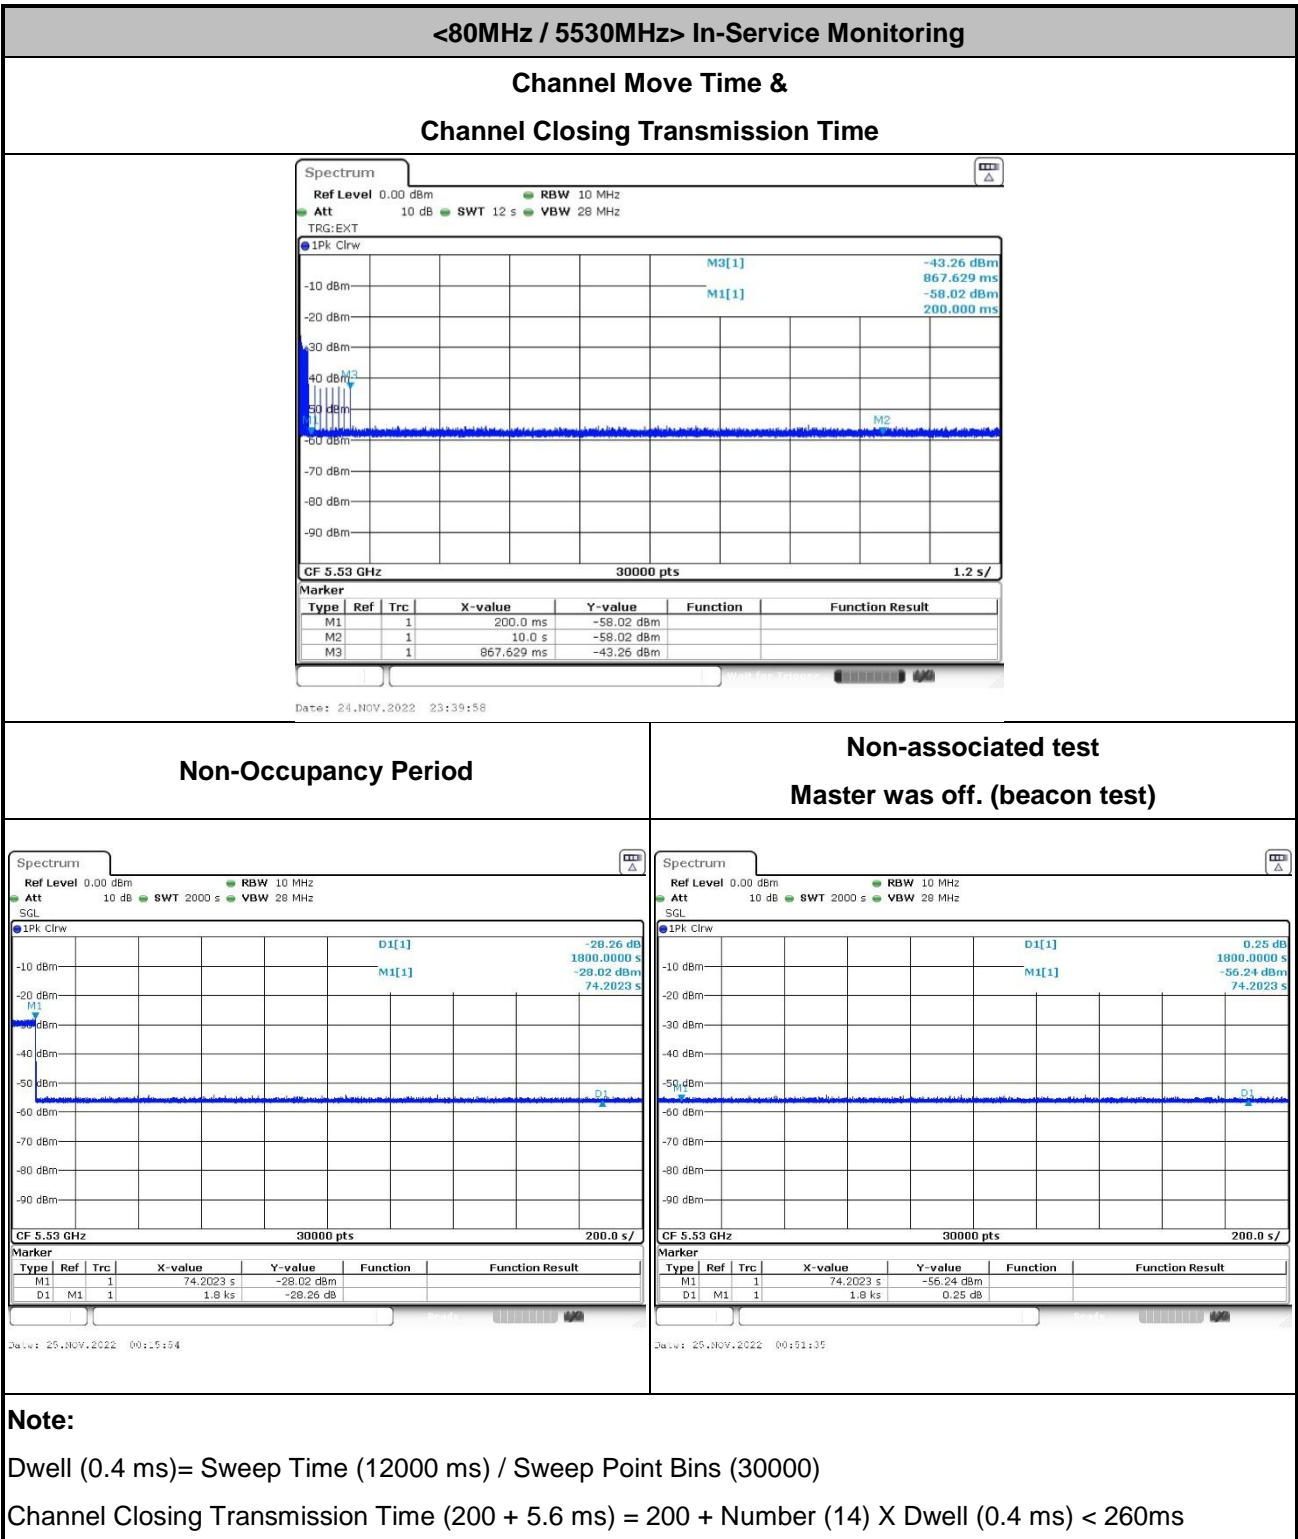 <80MHz / 5530MHz> In-Service Monitoring
Channel Move Time &
Channel Closing Transmission Time
Spectrum
Ref Level 0.00 dBm RBW 10 MHz
Att 10 dB SWT 12 s VBW 28 MHz
TRG:EXT
1Pk Clrw
M3[1] -43.26 dBm
867.629 ms
-10 dBm
M1[1] -58.02 dBm
200.000 ms
-20 dBm
-30 dBm
-40 dBm
M3
-50 dBm
M1
M2
-60 dBm
-70 dBm
-80 dBm
-90 dBm
CF 5.53 GHz 30000 pts 1.2 s/
Marker
Type Ref Trc X-value Y-value Function Function Result
M1 1 200.0 ms -58.02 dBm
M2 1 10.0 s -58.02 dBm
M3 1 867.629 ms -43.26 dBm
Wait for Trigger
Date: 24.NOV.2022 23:39:58
Non-Occupancy Period
Non-associated test
Master was off. (beacon test)
Spectrum
Ref Level 0.00 dBm RBW 10 MHz
Att 10 dB SWT 2000 s VBW 28 MHz
SGL
1Pk Clrw
D1[1] -28.26 dB
1800.0000 s
-10 dBm
M1[1] -28.02 dBm
74.2023 s
-20 dBm
M1
-30 dBm
-40 dBm
-50 dBm
D1
-60 dBm
-70 dBm
-80 dBm
-90 dBm
CF 5.53 GHz 30000 pts 200.0 s/
Marker
Type Ref Trc X-value Y-value Function Function Result
M1 1 74.2023 s -28.02 dBm
D1 M1 1 1.8 ks -28.26 dB
Ready
Date: 25.NOV.2022 00:15:54
Spectrum
Ref Level 0.00 dBm RBW 10 MHz
Att 10 dB SWT 2000 s VBW 28 MHz
SGL
1Pk Clrw
D1[1] 0.25 dB
1800.0000 s
-10 dBm
M1[1] -56.24 dBm
74.2023 s
-20 dBm
-30 dBm
-40 dBm
-50 dBm
M1
D1
-60 dBm
-70 dBm
-80 dBm
-90 dBm
CF 5.53 GHz 30000 pts 200.0 s/
Marker
Type Ref Trc X-value Y-value Function Function Result
M1 1 74.2023 s -56.24 dBm
D1 M1 1 1.8 ks 0.25 dB
Ready
Date: 25.NOV.2022 00:51:35
Note:
Dwell (0.4 ms)= Sweep Time (12000 ms) / Sweep Point Bins (30000)
Channel Closing Transmission Time (200 + 5.6 ms) = 200 + Number (14) X Dwell (0.4 ms) < 260ms